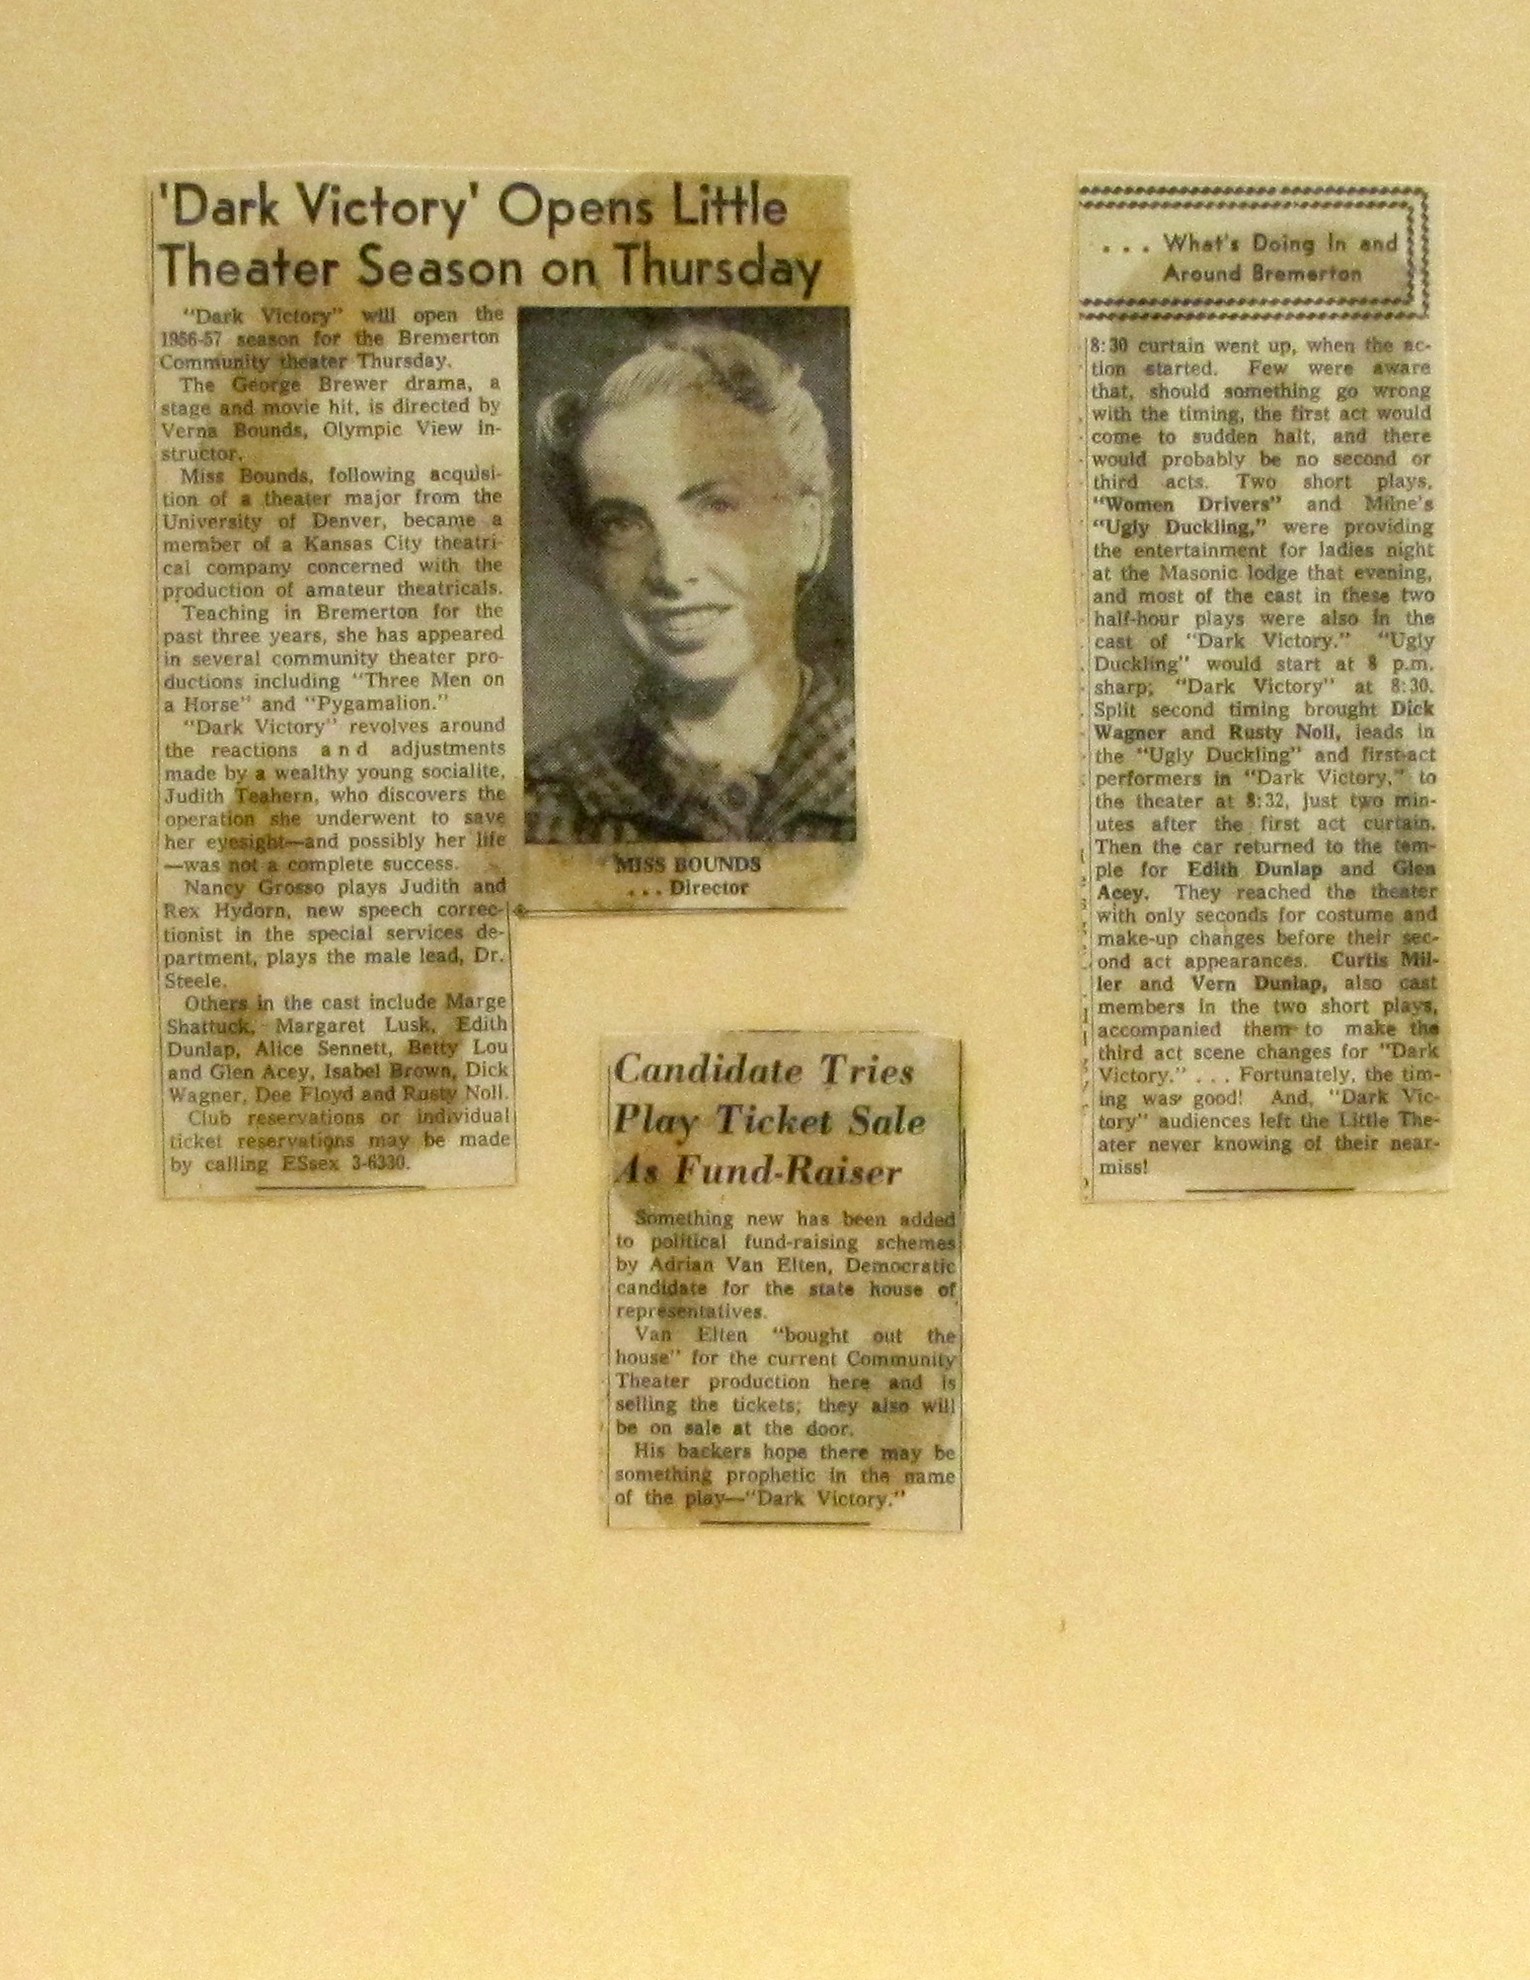 'Dark Victory' Opens Little
Theater Season on Thursday
"Dark Victory" will open the
1956-57 season for the Bremerton
Community theater Thursday.
The George Brewer drama, a
stage and movie hit, is directed by
Verna Bounds, Olympic View in-
structor.
Miss Bounds, following acquisi-
tion of a theater major from the
University of Denver, became a
member of a Kansas City theatri-
cal company concerned with the
production of amateur theatricals.
Teaching in Bremerton for the
past three years, she has appeared
in several community theater pro-
ductions including "Three Men on
a Horse" and "Pygamalion."
"Dark Victory" revolves around
the reactions and adjustments
made by a wealthy young socialite,
Judith Teahern, who discovers the
operation she underwent to save
her eyesight—and possibly her life
—was not a complete success.
Nancy Grosso plays Judith and
Rex Hydorn, new speech correc-
tionist in the special services de-
partment, plays the male lead, Dr.
Steele.
Others in the cast include Marge
Shattuck, Margaret Lusk, Edith
Dunlap, Alice Sennett, Betty Lou
and Glen Acey, Isabel Brown, Dick
Wagner, Dee Floyd and Rusty Noll.
Club reservations or individual
ticket reservations may be made
by calling ESsex 3-6330.
MISS BOUNDS
. . . Director
Candidate Tries
Play Ticket Sale
As Fund-Raiser
Something new has been added
to political fund-raising schemes
by Adrian Van Elten, Democratic
candidate for the state house of
representatives.
Van Elten "bought out the
house" for the current Community
Theater production here and is
selling the tickets; they also will
be on sale at the door.
His backers hope there may be
something prophetic in the name
of the play—"Dark Victory."
. . . What's Doing In and
Around Bremerton
8:30 curtain went up, when the ac-
tion started. Few were aware
that, should something go wrong
with the timing, the first act would
come to sudden halt, and there
would probably be no second or
third acts. Two short plays,
"Women Drivers" and Milne's
"Ugly Duckling," were providing
the entertainment for ladies night
at the Masonic lodge that evening,
and most of the cast in these two
half-hour plays were also in the
cast of "Dark Victory." "Ugly
Duckling" would start at 8 p.m.
sharp; "Dark Victory" at 8:30.
Split second timing brought Dick
Wagner and Rusty Noll, leads in
the "Ugly Duckling" and first-act
performers in "Dark Victory," to
the theater at 8:32, just two min-
utes after the first act curtain.
Then the car returned to the tem-
ple for Edith Dunlap and Glen
Acey. They reached the theater
with only seconds for costume and
make-up changes before their sec-
ond act appearances. Curtis Mil-
ler and Vern Dunlap, also cast
members in the two short plays,
accompanied them to make the
third act scene changes for "Dark
Victory." . . . Fortunately, the tim-
ing was good! And, "Dark Vic-
tory" audiences left the Little The-
ater never knowing of their near-
miss!